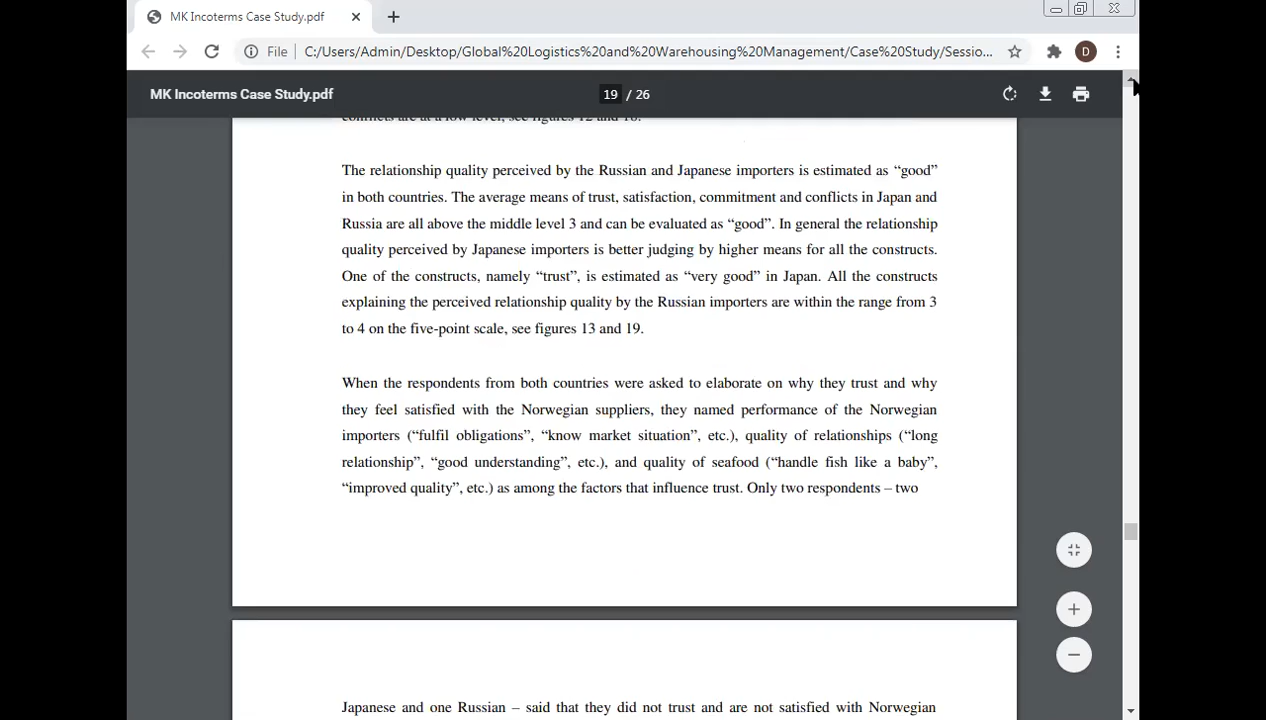 MK Incoterms Case Study.pdf
File
C:/Users/Admin/Desktop/Global%20Logistics%20and%20Warehousing%20Management/Case%20Study/Sessio...
D
MK Incoterms Case Study.pdf
19 / 26
conflicts are at a low level, see figures 12 and 18.
The relationship quality perceived by the Russian and Japanese importers is estimated as “good”
in both countries. The average means of trust, satisfaction, commitment and conflicts in Japan and
Russia are all above the middle level 3 and can be evaluated as “good”. In general the relationship
quality perceived by Japanese importers is better judging by higher means for all the constructs.
One of the constructs, namely “trust”, is estimated as “very good” in Japan. All the constructs
explaining the perceived relationship quality by the Russian importers are within the range from 3
to 4 on the five-point scale, see figures 13 and 19.
When the respondents from both countries were asked to elaborate on why they trust and why
they feel satisfied with the Norwegian suppliers, they named performance of the Norwegian
importers (“fulfil obligations”, “know market situation”, etc.), quality of relationships (“long
relationship”, “good understanding”, etc.), and quality of seafood (“handle fish like a baby”,
“improved quality”, etc.) as among the factors that influence trust. Only two respondents – two
Japanese and one Russian – said that they did not trust and are not satisfied with Norwegian